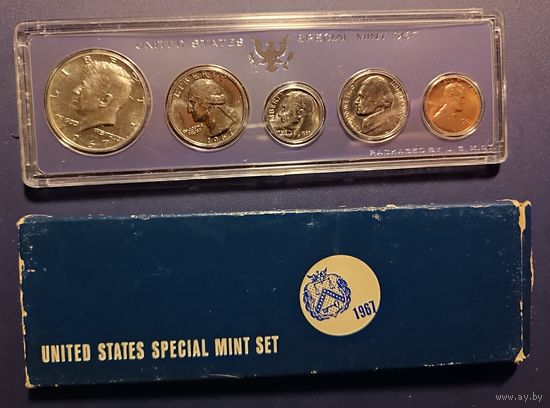 UNITED STATES SPECIAL MINT SET
LIBERTY
1967
LIBERTY
PACKAGED BY U.S. MINT
1967
UNITED STATES SPECIAL MINT SET
www.ay.by